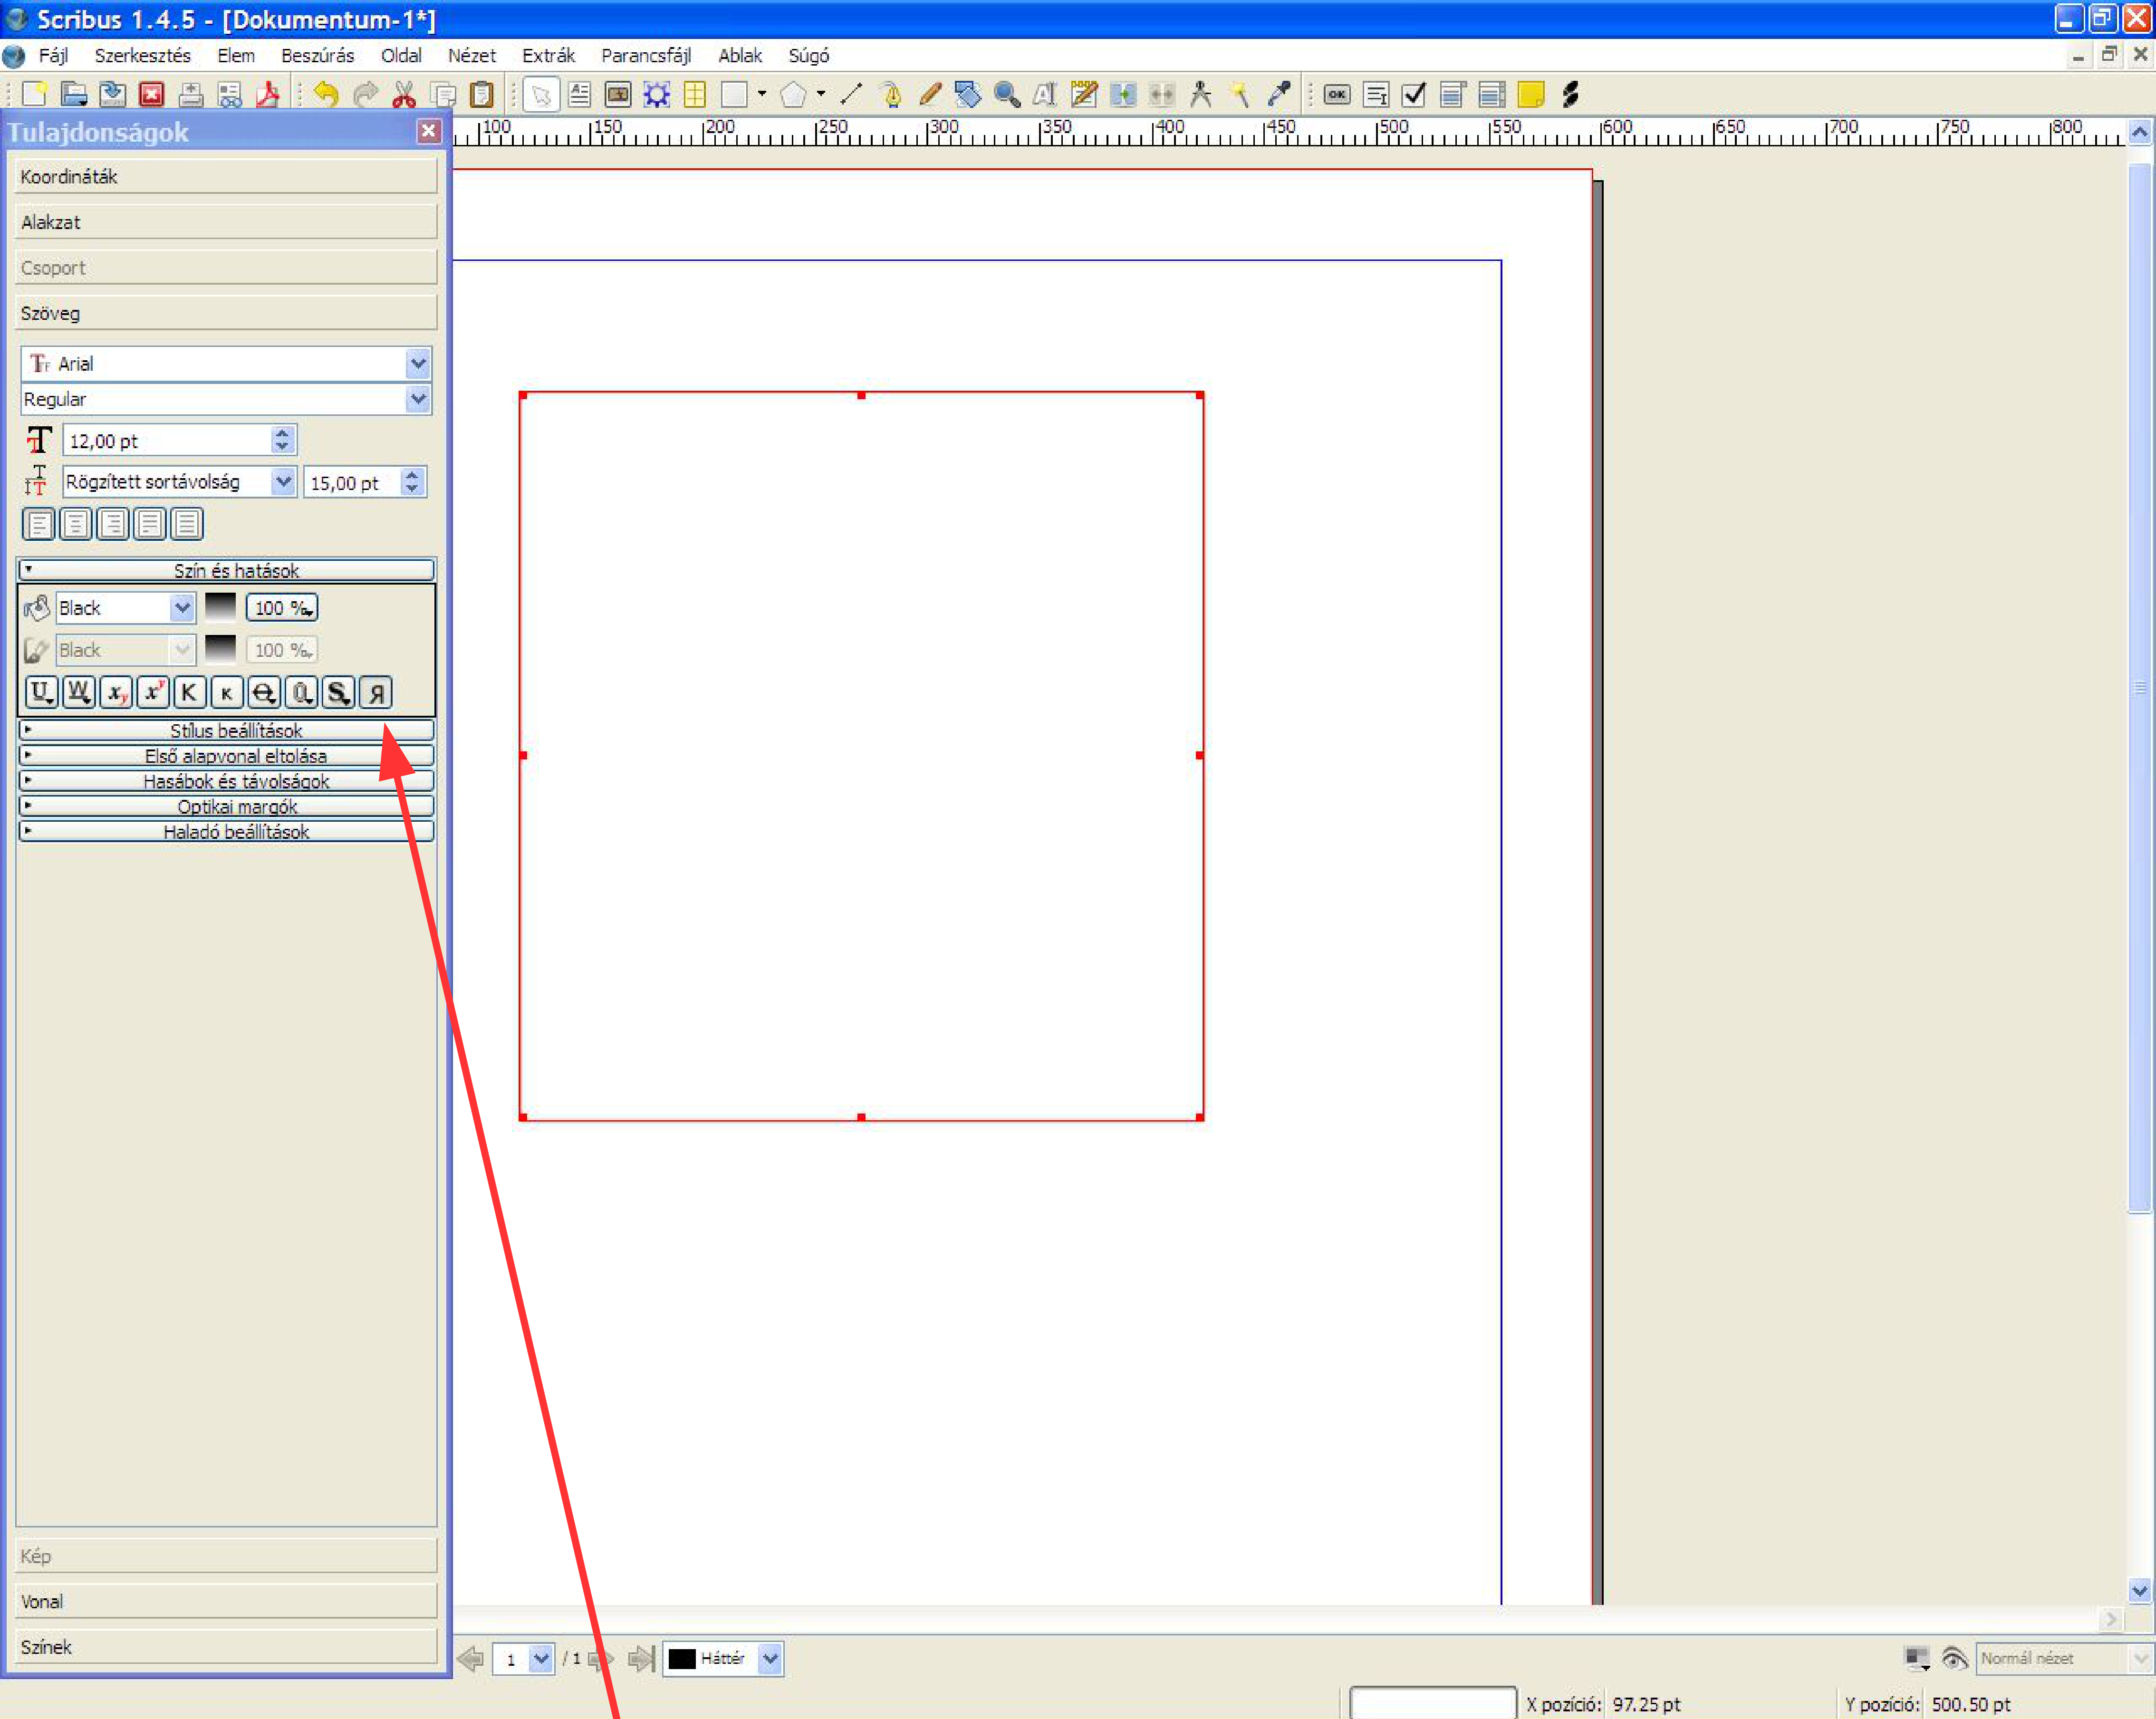 Scribus 1.4.5 - [Dokumentum-1*]
Fájl Szerkesztés Elem Beszúrás Oldal Nézet Extrák Parancsfájl Ablak Súgó
OK
Tulajdonságok
100 150 200 250 300 350 400 450 500 550 600 650 700 750 800
Koordináták
Alakzat
Csoport
Szöveg
Arial
Regular
12,00 pt
Rögzített sortávolság 15,00 pt
Szín és hatások
Black 100 %
Black 100 %
U W xy xy K K O O S Я
Stílus beállítások
Első alapvonal eltolása
Hasábok és távolságok
Optikai margók
Haladó beállítások
Kép
Vonal
Színek
1 / 1 Háttér Normál nézet
X pozíció: 97.25 pt Y pozíció: 500.50 pt